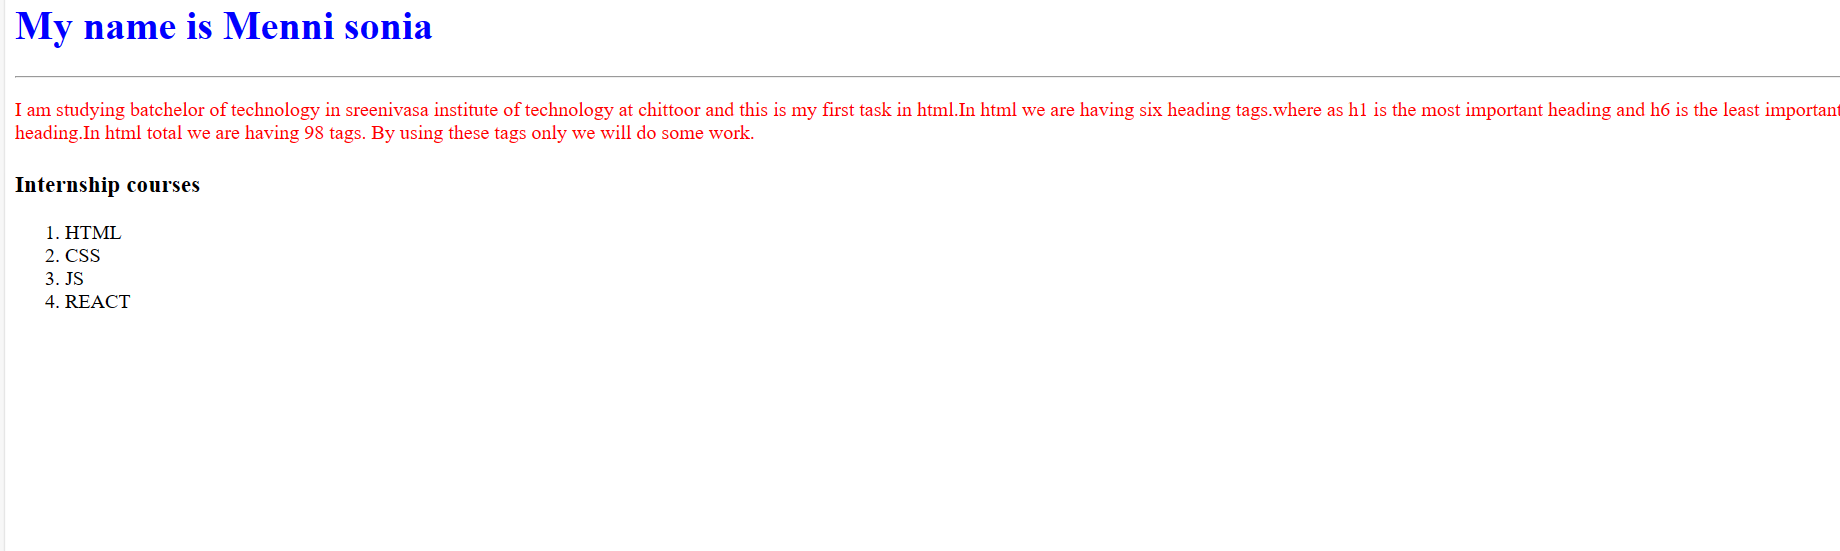 My name is Menni sonia
I am studying batchelor of technology in sreenivasa institute of technology at chittoor and this is my first task in html.In html we are having six heading tags.where as h1 is the most important heading and h6 is the least important
heading.In html total we are having 98 tags. By using these tags only we will do some work.
Internship courses
1. HTML
2. CSS
3. JS
4. REACT